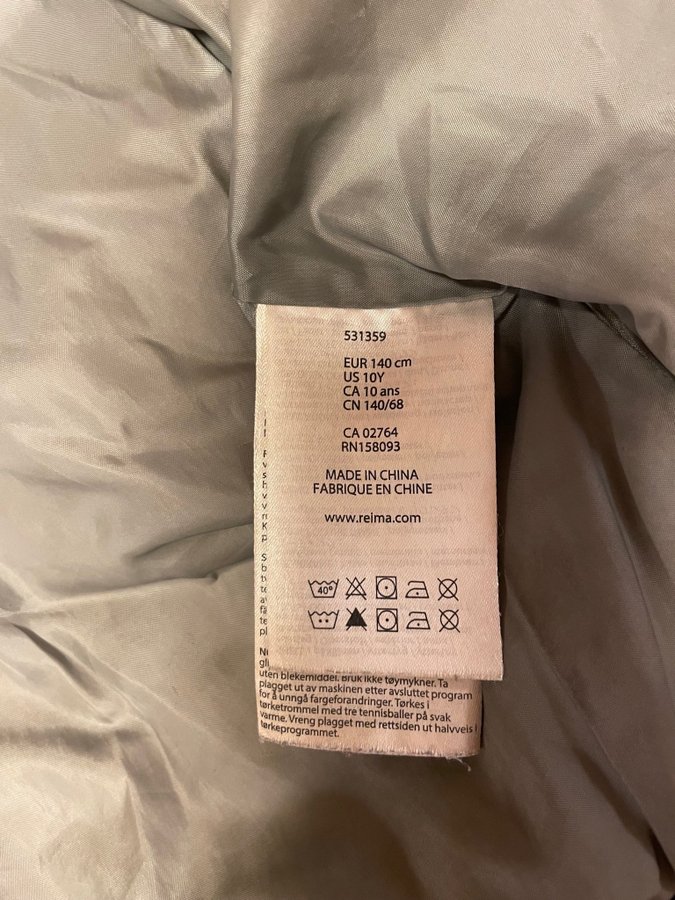 531359
EUR 140 cm
US 10Y
CA 10 ans
CN 140/68
CA 02764
RN158093
MADE IN CHINA
FABRIQUE EN CHINE
www.reima.com
40°
uten blekemiddel. Bruk ikke tøymykner. Ta
plagget ut av maskinen etter avsluttet program
for å unngå fargeforandringer. Tørkes i
tørketrommel med tre tennisballer på svak
varme. Vreng plagget med rettsiden ut halvveis i
tørkeprogrammet.